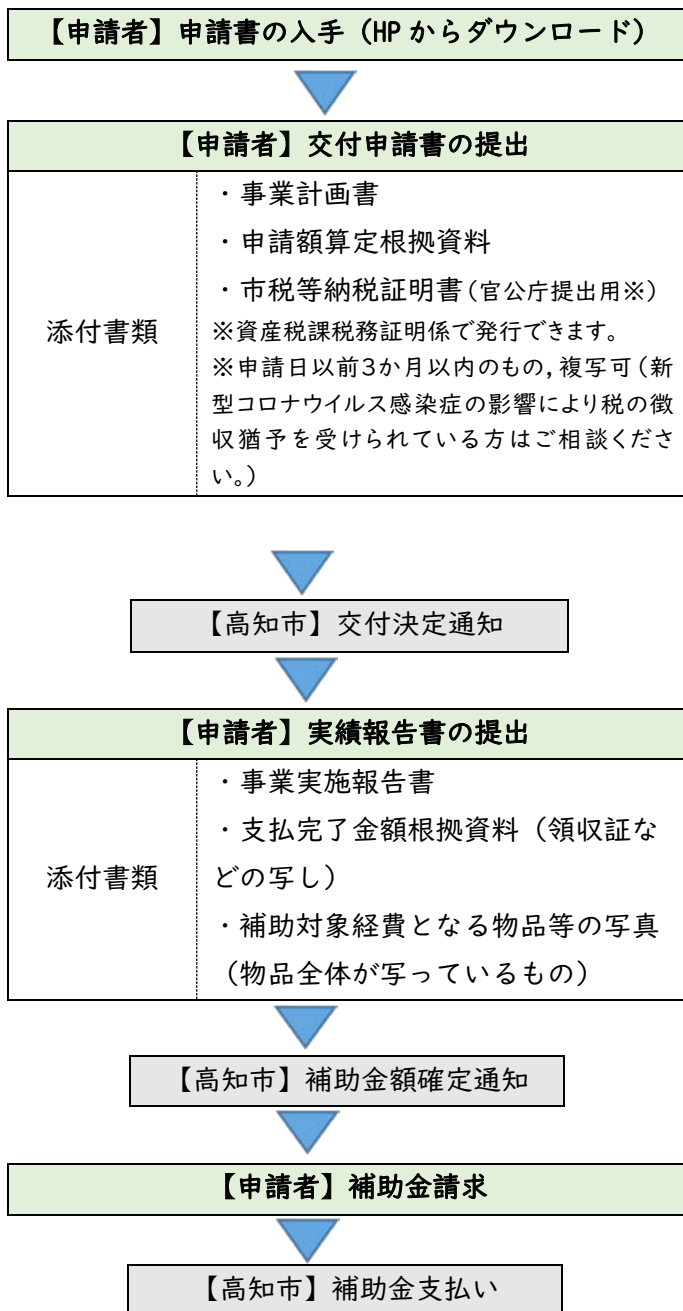 【申請者】申請書の入手（HPからダウンロード）
【申請者】交付申請書の提出
添付書類
・事業計画書
・申請額算定根拠資料
・市税等納税証明書（官公庁提出用※）
※資産税課税務証明係で発行できます。
※申請日以前3か月以内のもの，複写可（新
型コロナウイルス感染症の影響により税の徴
収猶予を受けられている方はご相談くださ
い。）
【高知市】交付決定通知
【申請者】実績報告書の提出
添付書類
・事業実施報告書
・支払完了金額根拠資料（領収証な
どの写し）
・補助対象経費となる物品等の写真
（物品全体が写っているもの）
【高知市】補助金額確定通知
【申請者】補助金請求
【高知市】補助金支払い